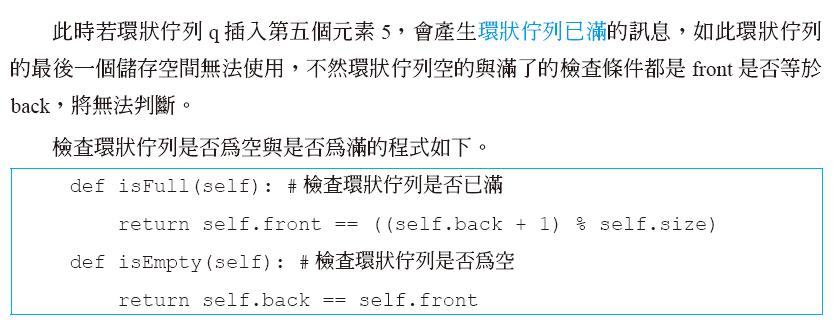 此時若環狀佇列 q 插入第五個元素 5，會產生環狀佇列已滿的訊息，如此環狀佇列
的最後一個儲存空間無法使用，不然環狀佇列空的與滿了的檢查條件都是 front 是否等於
back，將無法判斷。
檢查環狀佇列是否爲空與是否爲滿的程式如下。
def isFull(self): # 檢查環狀佇列是否已滿
return self.front == ((self.back + 1) % self.size)
def isEmpty(self): # 檢查環狀佇列是否爲空
return self.back == self.front